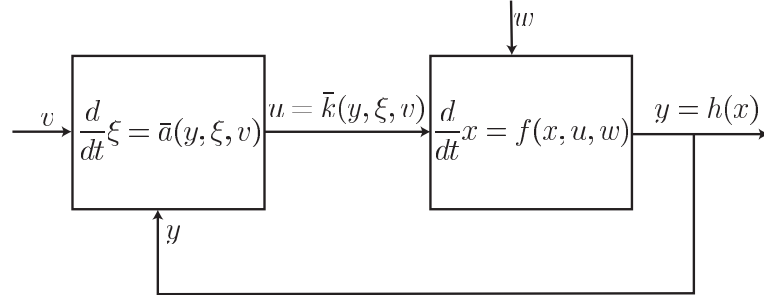 w
v
d/dt ξ = ā(y, ξ, v)
u = k̄(y, ξ, v)
d/dt x = f(x, u, w)
y = h(x)
y